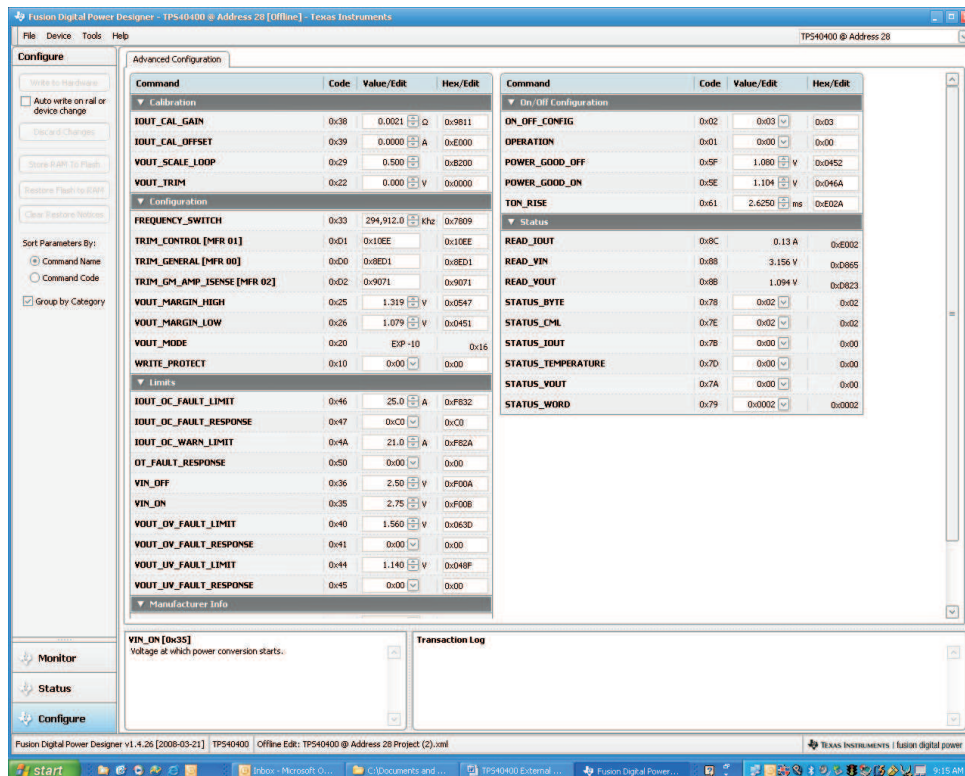 Fusion Digital Power Designer - TPS40400 @ Address 28 [Offline] - Texas Instruments
File Device Tools Help TPS40400 @ Address 28
Configure
Write to Hardware
Auto write on rail or device change
Discard Changes
Store RAM To Flash
Restore Flash to RAM
Clear Restore Notices
Sort Parameters By:
Command Name
Command Code
Group by Category
Advanced Configuration
Command Code Value/Edit Hex/Edit
Calibration
IOUT_CAL_GAIN 0x38 0.0021 Ω 0x9811
IOUT_CAL_OFFSET 0x39 0.0000 A 0xE000
VOUT_SCALE_LOOP 0x29 0.500 0xB200
VOUT_TRIM 0x22 0.000 V 0x0000
Configuration
FREQUENCY_SWITCH 0x33 294,912.0 Khz 0x7809
TRIM_CONTROL [MFR 01] 0xD1 0x10EE 0x10EE
TRIM_GENERAL [MFR 00] 0xD0 0x8ED1 0x8ED1
TRIM_GM_AMP_ISENSE [MFR 02] 0xD2 0x9071 0x9071
VOUT_MARGIN_HIGH 0x25 1.319 V 0x0547
VOUT_MARGIN_LOW 0x26 1.079 V 0x0451
VOUT_MODE 0x20 EXP -10 0x16
WRITE_PROTECT 0x10 0x00 0x00
Limits
IOUT_OC_FAULT_LIMIT 0x46 25.0 A 0xF832
IOUT_OC_FAULT_RESPONSE 0x47 0xC0 0xC0
IOUT_OC_WARN_LIMIT 0x4A 21.0 A 0xF82A
OT_FAULT_RESPONSE 0x50 0x00 0x00
VIN_OFF 0x36 2.50 V 0xF00A
VIN_ON 0x35 2.75 V 0xF00B
VOUT_OV_FAULT_LIMIT 0x40 1.560 V 0x063D
VOUT_OV_FAULT_RESPONSE 0x41 0x00 0x00
VOUT_UV_FAULT_LIMIT 0x44 1.140 V 0x048F
VOUT_UV_FAULT_RESPONSE 0x45 0x00 0x00
Manufacturer Info
Command Code Value/Edit Hex/Edit
On/Off Configuration
ON_OFF_CONFIG 0x02 0x03 0x03
OPERATION 0x01 0x00 0x00
POWER_GOOD_OFF 0x5F 1.080 V 0x0452
POWER_GOOD_ON 0x5E 1.104 V 0x046A
TON_RISE 0x61 2.6250 ms 0xE02A
Status
READ_IOUT 0x8C 0.13 A 0xE002
READ_VIN 0x88 3.156 V 0xD865
READ_VOUT 0x8B 1.094 V 0xD823
STATUS_BYTE 0x78 0x02 0x02
STATUS_CML 0x7E 0x02 0x02
STATUS_IOUT 0x7B 0x00 0x00
STATUS_TEMPERATURE 0x7D 0x00 0x00
STATUS_VOUT 0x7A 0x00 0x00
STATUS_WORD 0x79 0x0002 0x0002
Monitor
Status
Configure
VIN_ON [0x35]
Voltage at which power conversion starts.
Transaction Log
Fusion Digital Power Designer v1.4.26 [2008-03-21] TPS40400 Offline Edit: TPS40400 @ Address 28 Project (2).xml TEXAS INSTRUMENTS | fusion digital power
start Inbox - Microsoft O... C:\Documents and ... TPS40400 External ... Fusion Digital Power... 9:15 AM